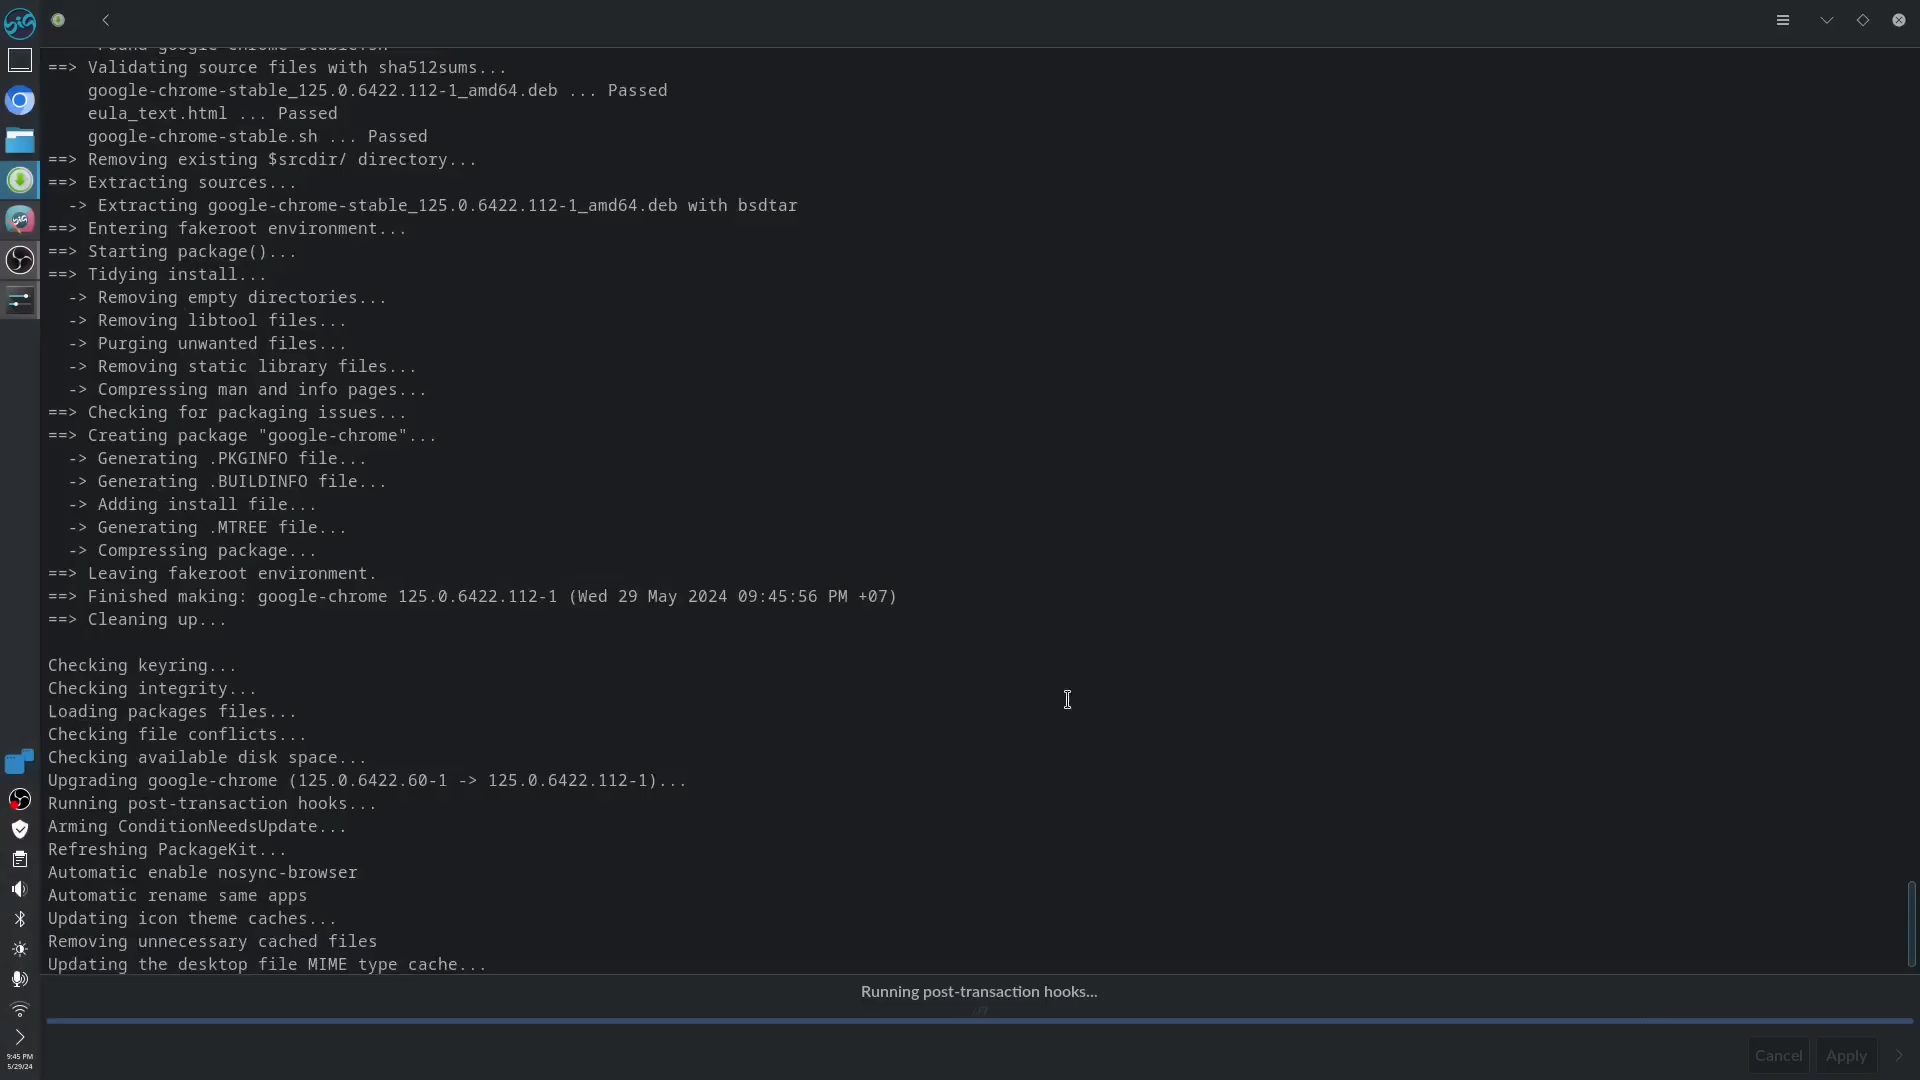 ==> Validating source files with sha512sums...
google-chrome-stable_125.0.6422.112-1_amd64.deb ... Passed
eula_text.html ... Passed
google-chrome-stable.sh ... Passed
==> Removing existing $srcdir/ directory...
==> Extracting sources...
-> Extracting google-chrome-stable_125.0.6422.112-1_amd64.deb with bsdtar
==> Entering fakeroot environment...
==> Starting package()...
==> Tidying install...
-> Removing empty directories...
-> Removing libtool files...
-> Purging unwanted files...
-> Removing static library files...
-> Compressing man and info pages...
==> Checking for packaging issues...
==> Creating package "google-chrome"...
-> Generating .PKGINFO file...
-> Generating .BUILDINFO file...
-> Adding install file...
-> Generating .MTREE file...
-> Compressing package...
==> Leaving fakeroot environment.
==> Finished making: google-chrome 125.0.6422.112-1 (Wed 29 May 2024 09:45:56 PM +07)
==> Cleaning up...
Checking keyring...
Checking integrity...
Loading packages files...
Checking file conflicts...
Checking available disk space...
Upgrading google-chrome (125.0.6422.60-1 -> 125.0.6422.112-1)...
Running post-transaction hooks...
Arming ConditionNeedsUpdate...
Refreshing PackageKit...
Automatic enable nosync-browser
Automatic rename same apps
Updating icon theme caches...
Removing unnecessary cached files
Updating the desktop file MIME type cache...
Running post-transaction hooks...
Cancel Apply
9:45 PM
5/29/24